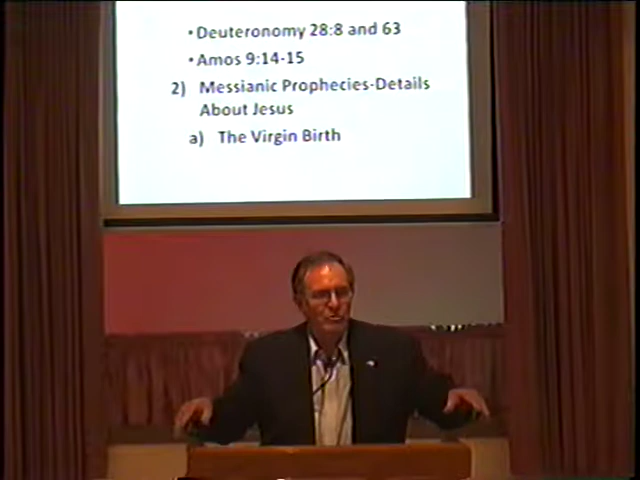 • Deuteronomy 28:8 and 63
• Amos 9:14-15
2) Messianic Prophecies-Details
About Jesus
a) The Virgin Birth